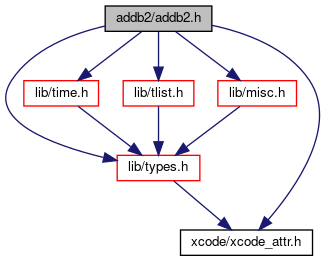 addb2/addb2.h
lib/time.h
lib/tlist.h
lib/misc.h
lib/types.h
xcode/xcode_attr.h